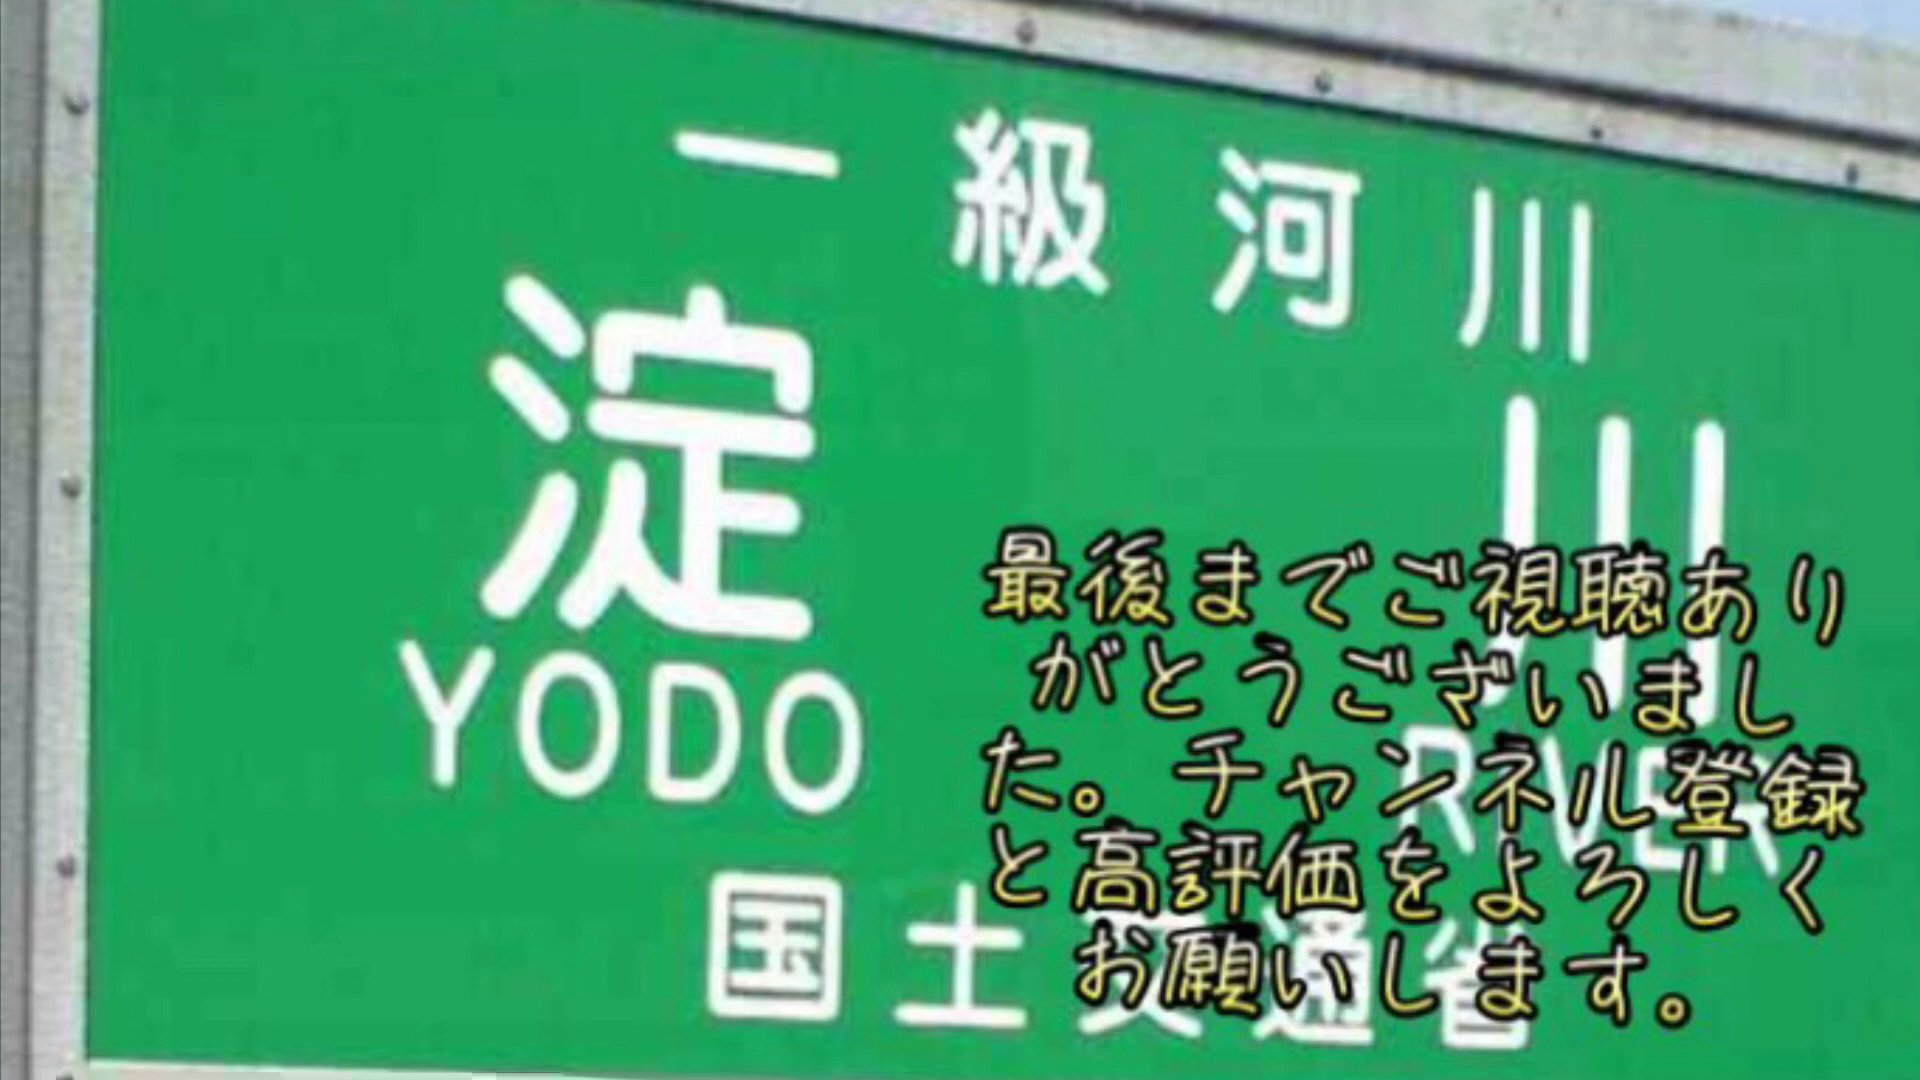 一級河川
淀川
YODO RIVER
国土交通省
最後までご視聴あり
がとうございまし
た。チャンネル登録
と高評価をよろしく
お願いします。